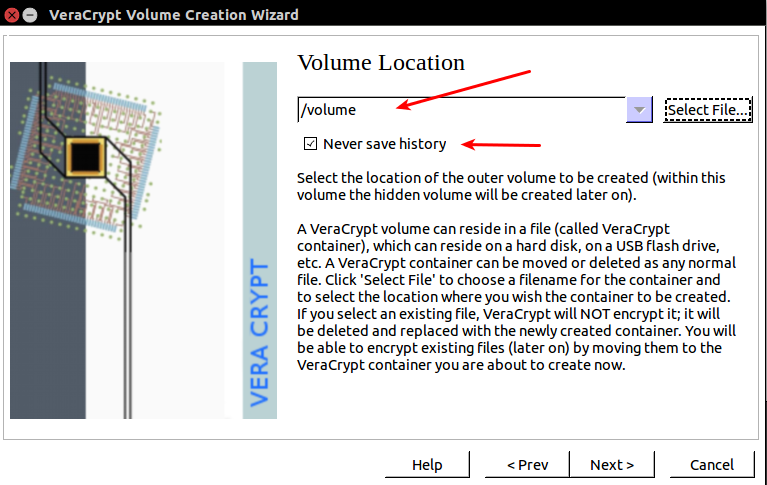 VeraCrypt Volume Creation Wizard
Volume Location
/volume
Select File...
Never save history
Select the location of the outer volume to be created (within this
volume the hidden volume will be created later on).
A VeraCrypt volume can reside in a file (called VeraCrypt
container), which can reside on a hard disk, on a USB flash drive,
etc. A VeraCrypt container can be moved or deleted as any normal
file. Click 'Select File' to choose a filename for the container and
to select the location where you wish the container to be created.
If you select an existing file, VeraCrypt will NOT encrypt it; it will
be deleted and replaced with the newly created container. You will
be able to encrypt existing files (later on) by moving them to the
VeraCrypt container you are about to create now.
VERA CRYPT
Help
< Prev
Next >
Cancel